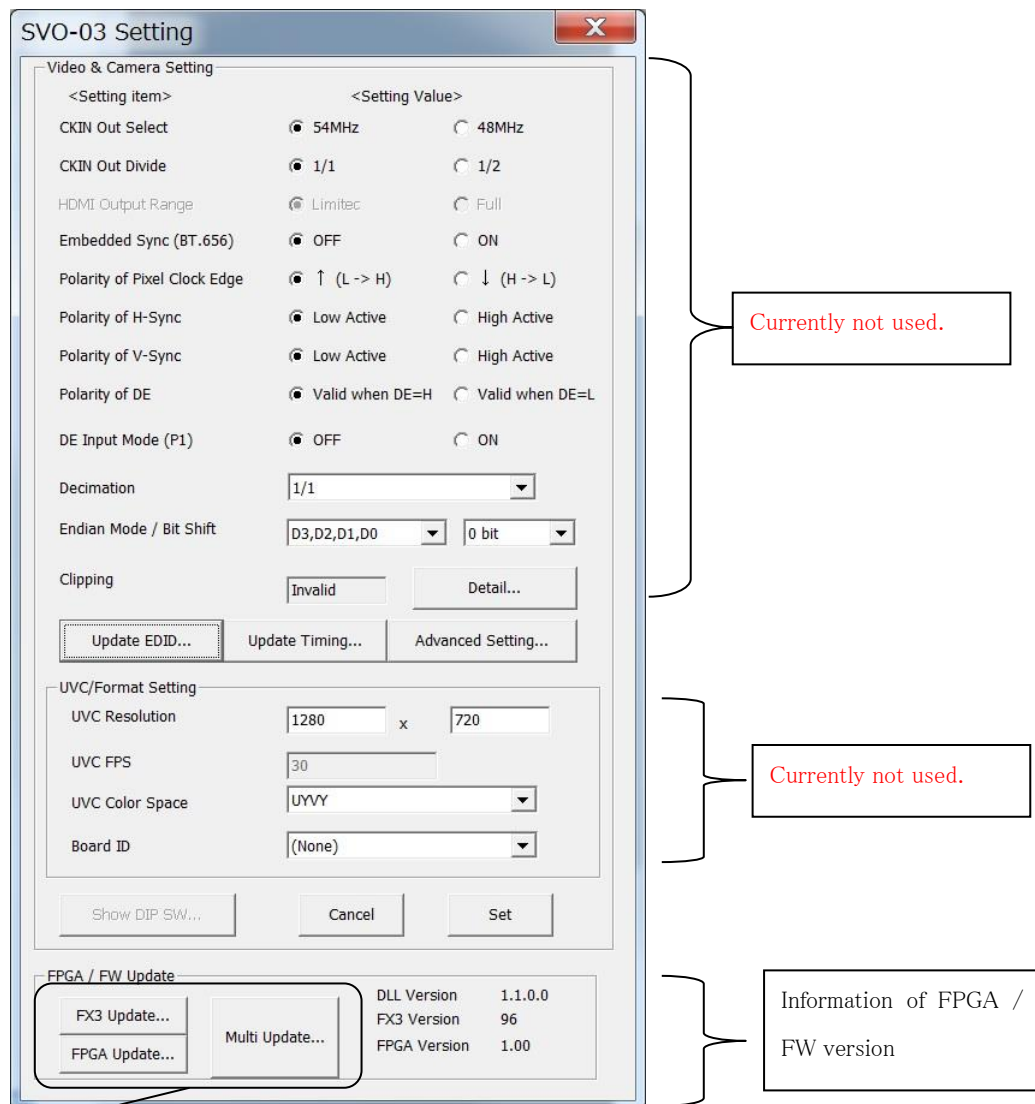 SVO-03 Setting
X
Video & Camera Setting
<Setting item> <Setting Value>
CKIN Out Select 54MHz 48MHz
CKIN Out Divide 1/1 1/2
HDMI Output Range Limitec Full
Embedded Sync (BT.656) OFF ON
Polarity of Pixel Clock Edge ↑ (L -> H) ↓ (H -> L)
Polarity of H-Sync Low Active High Active
Polarity of V-Sync Low Active High Active
Polarity of DE Valid when DE=H Valid when DE=L
DE Input Mode (P1) OFF ON
Decimation 1/1
Endian Mode / Bit Shift D3,D2,D1,D0 0 bit
Clipping Invalid Detail...
Update EDID... Update Timing... Advanced Setting...
Currently not used.
UVC/Format Setting
UVC Resolution 1280 x 720
UVC FPS 30
UVC Color Space UYVY
Board ID (None)
Currently not used.
Show DIP SW... Cancel Set
FPGA / FW Update
FX3 Update...
FPGA Update...
Multi Update...
DLL Version 1.1.0.0
FX3 Version 96
FPGA Version 1.00
Information of FPGA /
FW version